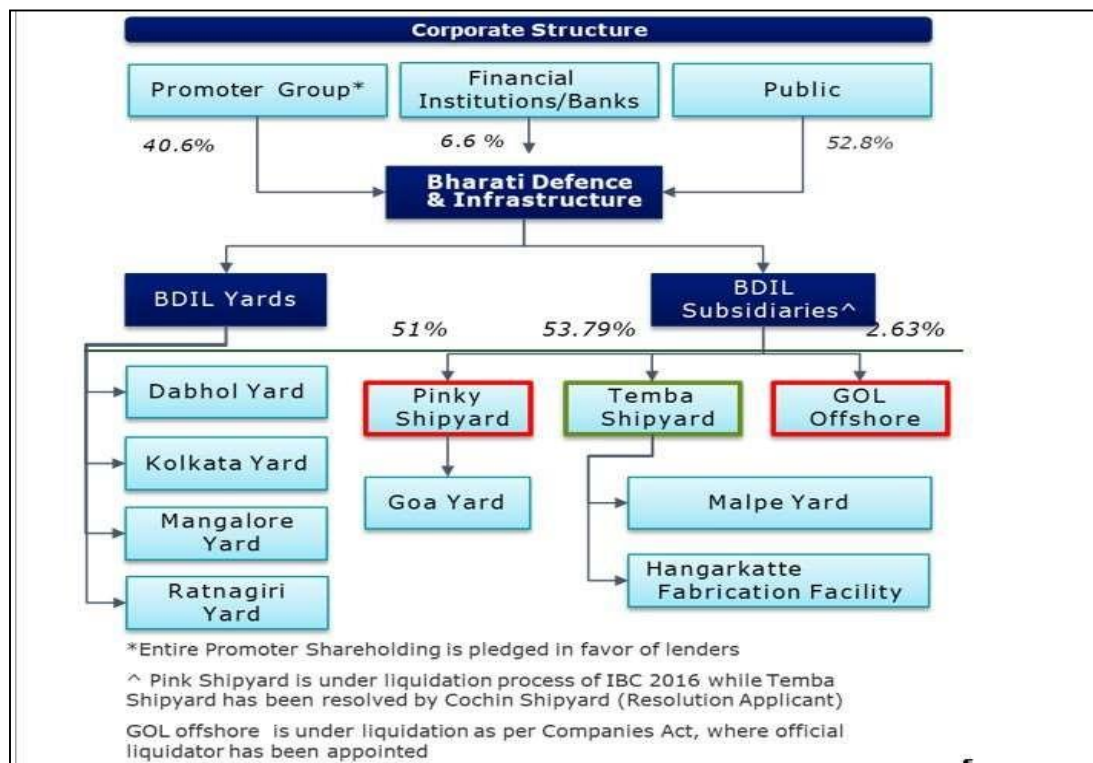 Corporate Structure
Promoter Group*
Financial
Institutions/Banks
Public
40.6%
6.6 %
52.8%
Bharati Defence
& Infrastructure
BDIL Yards
BDIL
Subsidiaries^
51%
53.79%
2.63%
Dabhol Yard
Kolkata Yard
Mangalore
Yard
Ratnagiri
Yard
Pinky
Shipyard
Temba
Shipyard
GOL
Offshore
Goa Yard
Malpe Yard
Hangarkatte
Fabrication Facility
*Entire Promoter Shareholding is pledged in favor of lenders
^ Pink Shipyard is under liquidation process of IBC 2016 while Temba
Shipyard has been resolved by Cochin Shipyard (Resolution Applicant)
GOL offshore is under liquidation as per Companies Act, where official
liquidator has been appointed